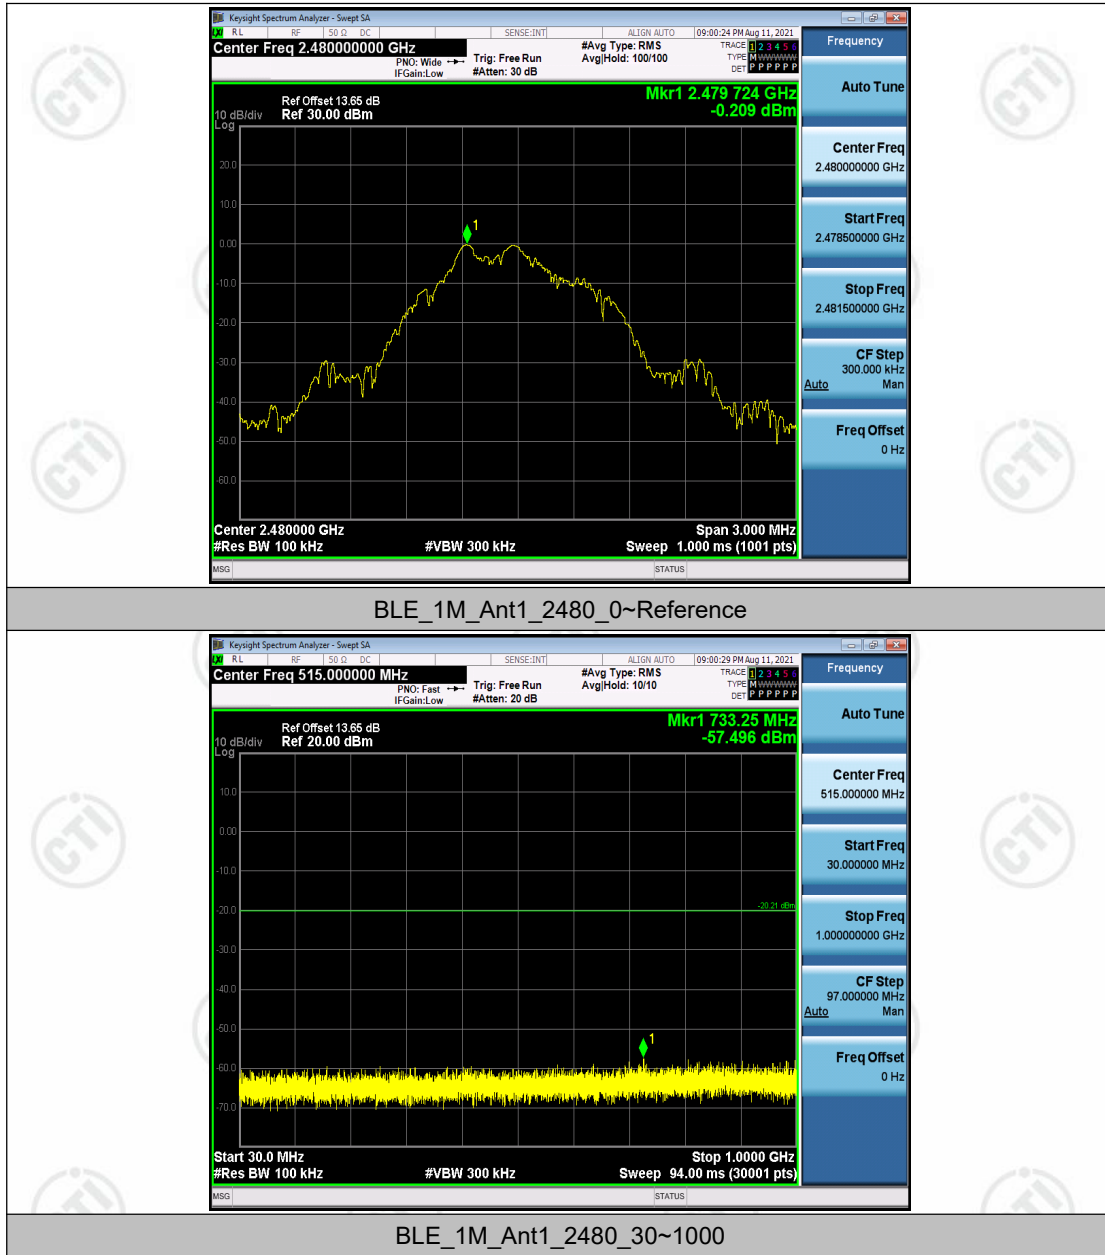 Keysight Spectrum Analyzer - Swept SA
RL RF 50 Ω DC SENSE:INT ALIGN AUTO 09:00:24 PM Aug 11, 2021
Center Freq 2.480000000 GHz
PNO: Wide
IFGain:Low
Trig: Free Run
#Atten: 30 dB
#Avg Type: RMS
Avg|Hold: 100/100
TRACE 1 2 3 4 5 6
TYPE M WWWWW
DET P P P P P P
Frequency
Auto Tune
Center Freq
2.480000000 GHz
Start Freq
2.478500000 GHz
Stop Freq
2.481500000 GHz
CF Step
300.000 kHz
Auto Man
Freq Offset
0 Hz
Ref Offset 13.65 dB
10 dB/div Ref 30.00 dBm
Log
Mkr1 2.479 724 GHz
-0.209 dBm
20.0
10.0
1
0.00
-10.0
-20.0
-30.0
-40.0
-50.0
-60.0
Center 2.480000 GHz Span 3.000 MHz
#Res BW 100 kHz #VBW 300 kHz Sweep 1.000 ms (1001 pts)
MSG STATUS
BLE_1M_Ant1_2480_0~Reference
Keysight Spectrum Analyzer - Swept SA
RL RF 50 Ω DC SENSE:INT ALIGN AUTO 09:00:29 PM Aug 11, 2021
Center Freq 515.000000 MHz
PNO: Fast
IFGain:Low
Trig: Free Run
#Atten: 20 dB
#Avg Type: RMS
Avg|Hold: 10/10
TRACE 1 2 3 4 5 6
TYPE M WWWWW
DET P P P P P P
Frequency
Auto Tune
Center Freq
515.000000 MHz
Start Freq
30.000000 MHz
Stop Freq
1.000000000 GHz
CF Step
97.000000 MHz
Auto Man
Freq Offset
0 Hz
Ref Offset 13.65 dB
10 dB/div Ref 20.00 dBm
Log
Mkr1 733.25 MHz
-57.496 dBm
10.0
0.00
-10.0
-20.0
-20.21 dBm
-30.0
-40.0
-50.0
1
-60.0
-70.0
Start 30.0 MHz Stop 1.0000 GHz
#Res BW 100 kHz #VBW 300 kHz Sweep 94.00 ms (30001 pts)
MSG STATUS
BLE_1M_Ant1_2480_30~1000
CTI
CTI
CTI
CTI
CTI
CTI